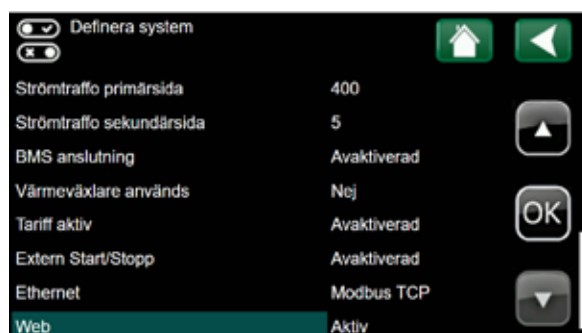 Definera system
Strömtraffo primärsida 400
Strömtraffo sekundärsida 5
BMS anslutning Avaktiverad
Värmeväxlare används Nej
Tariff aktiv Avaktiverad
Extern Start/Stopp Avaktiverad
Ethernet Modbus TCP
Web Aktiv
OK